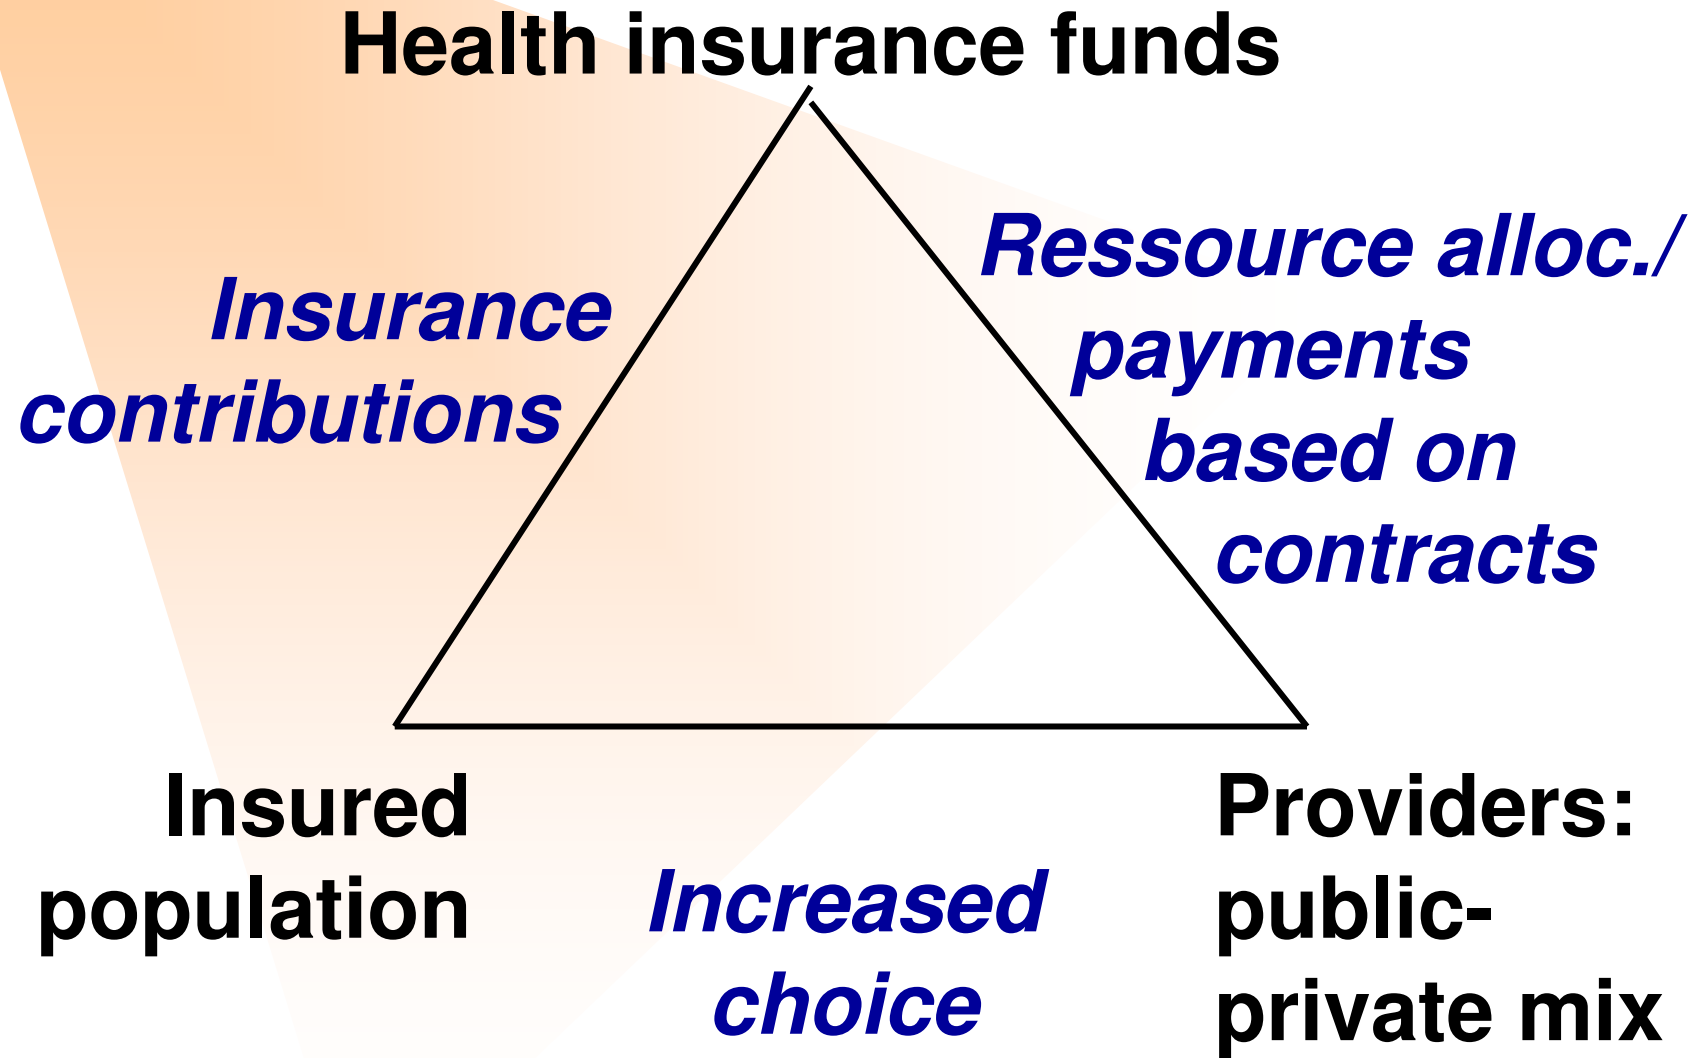 Health insurance funds
Insurance
contributions
Ressource alloc./
payments
based on
contracts
Insured
population
Increased
choice
Providers:
public-
private mix